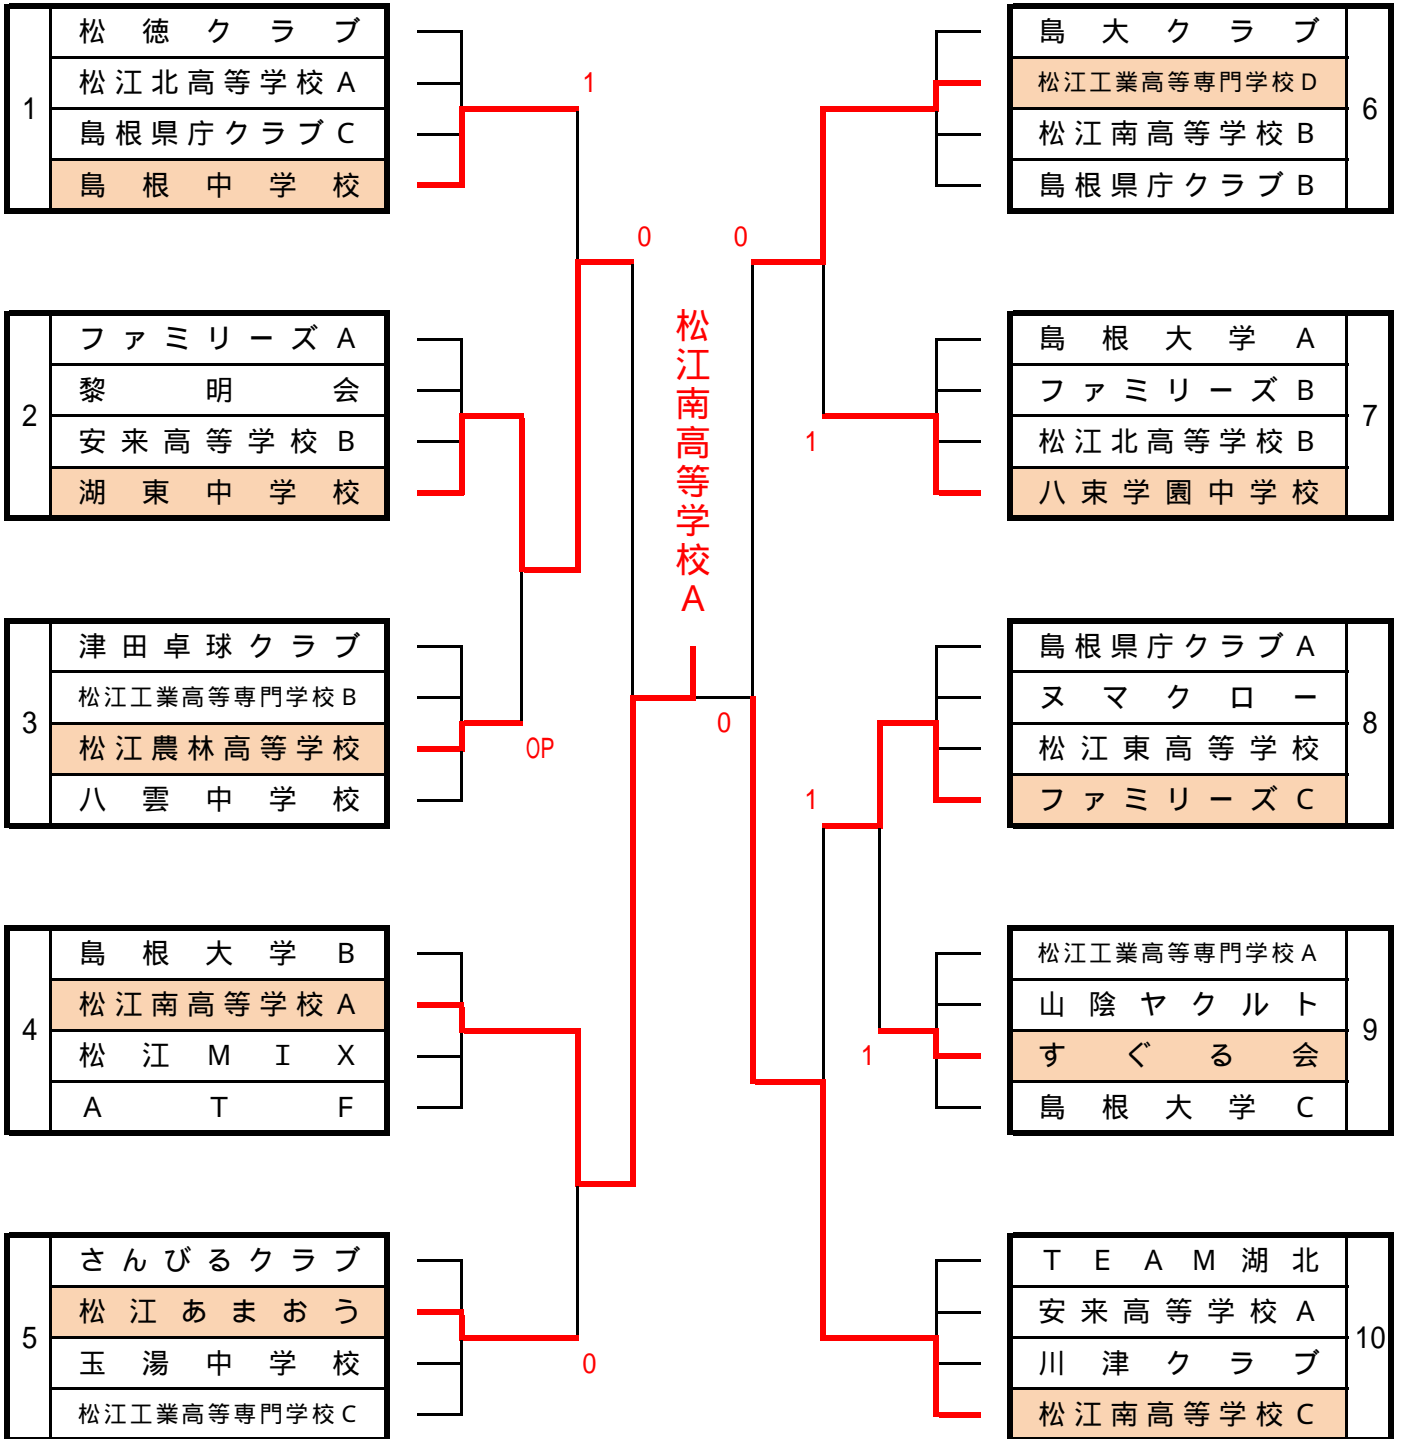 1
松徳クラブ
松江北高等学校A
島根県庁クラブC
島根中学校
2
ファミリーズA
黎明会
安来高等学校B
湖東中学校
3
津田卓球クラブ
松江工業高等専門学校B
松江農林高等学校
八雲中学校
4
島根大学B
松江南高等学校A
松江MIX
ATF
5
さんびるクラブ
松江あまおう
玉湯中学校
松江工業高等専門学校C
1
0
OP
0
松江南高等学校A
0
0
1
1
1
島大クラブ
松江工業高等専門学校D
松江南高等学校B
島根県庁クラブB
6
島根大学A
ファミリーズB
松江北高等学校B
八束学園中学校
7
島根県庁クラブA
ヌマクロー
松江東高等学校
ファミリーズC
8
松江工業高等専門学校A
山陰ヤクルト
すぐる会
島根大学C
9
TEAM湖北
安来高等学校A
川津クラブ
松江南高等学校C
10